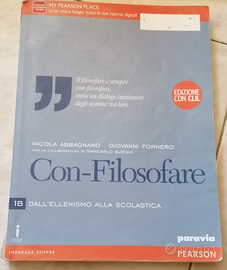 MY PEARSON PLACE
EDIZIONE
CON CLIL
Il filosofare è sempre
con-filosofare,
ossia un dialogo incessante
degli uomini tra loro.
NICOLA ABBAGNANO GIOVANNI FORNERO
CON LA COLLABORAZIONE DI GIANCARLO BURGHI
Con-Filosofare
1B DALL'ELLENISMO ALLA SCOLASTICA
IMPARARE SEMPRE
paravia
PEARSON